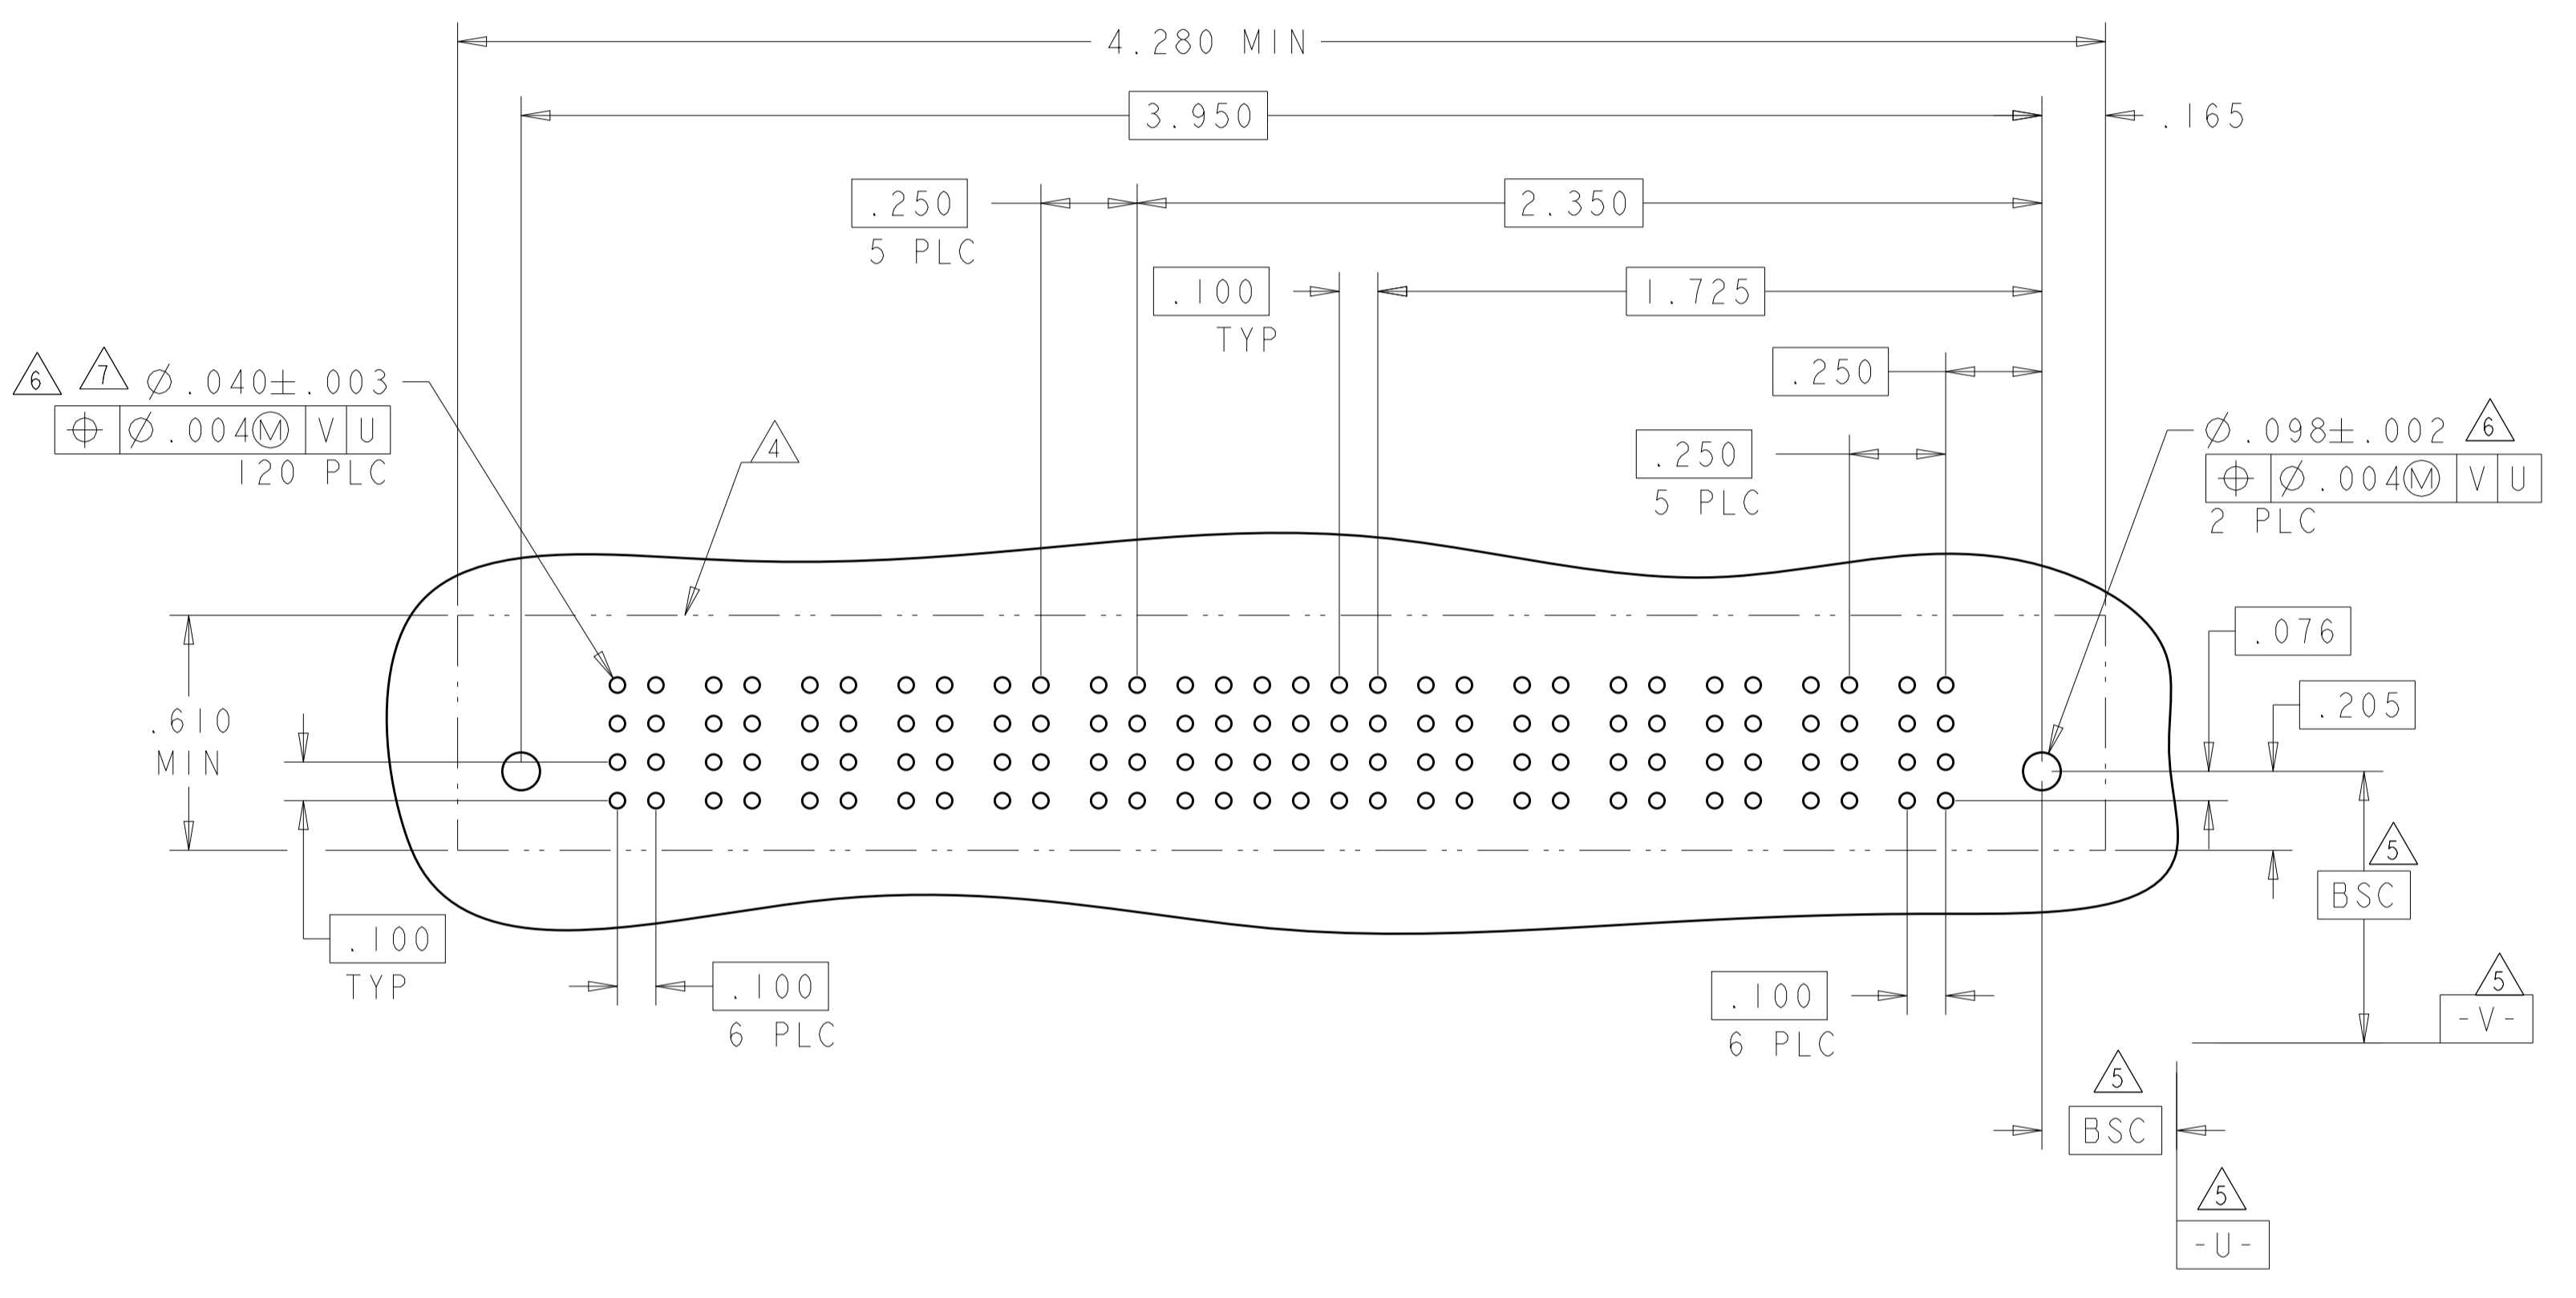 4.280 MIN
3.950
.165
.250
5 PLC
2.350
.100
TYP
1.725
.250
6 7 Ø.040±.003
⌖ Ø.004Ⓜ V U
120 PLC
4
.250
5 PLC
Ø.098±.002 6
⌖ Ø.004Ⓜ V U
2 PLC
.076
.205
.610
MIN
5
BSC
.100
TYP
.100
6 PLC
.100
6 PLC
5
-V-
5
BSC
5
-U-